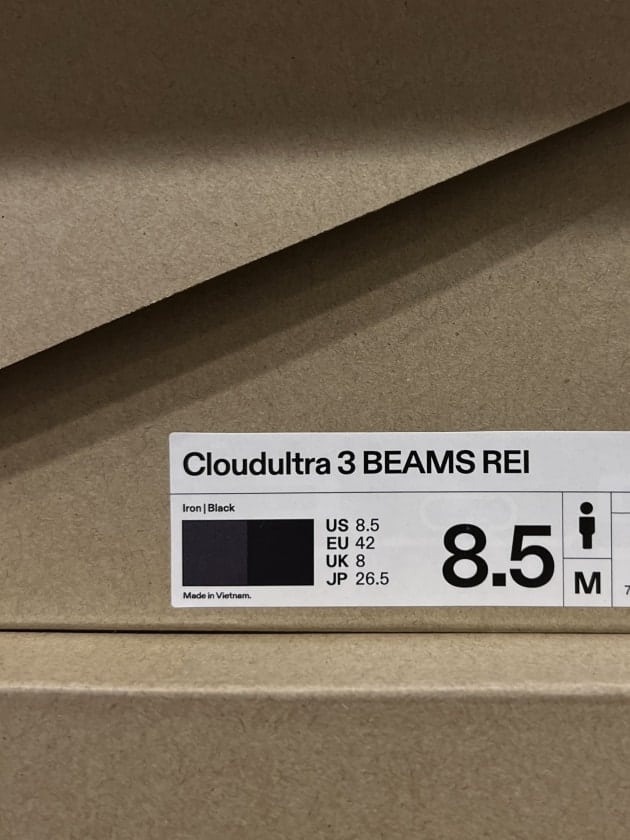 Cloudultra 3 BEAMS REI
Iron | Black
US 8.5
EU 42
UK 8
JP 26.5
8.5
M
Made in Vietnam.
7